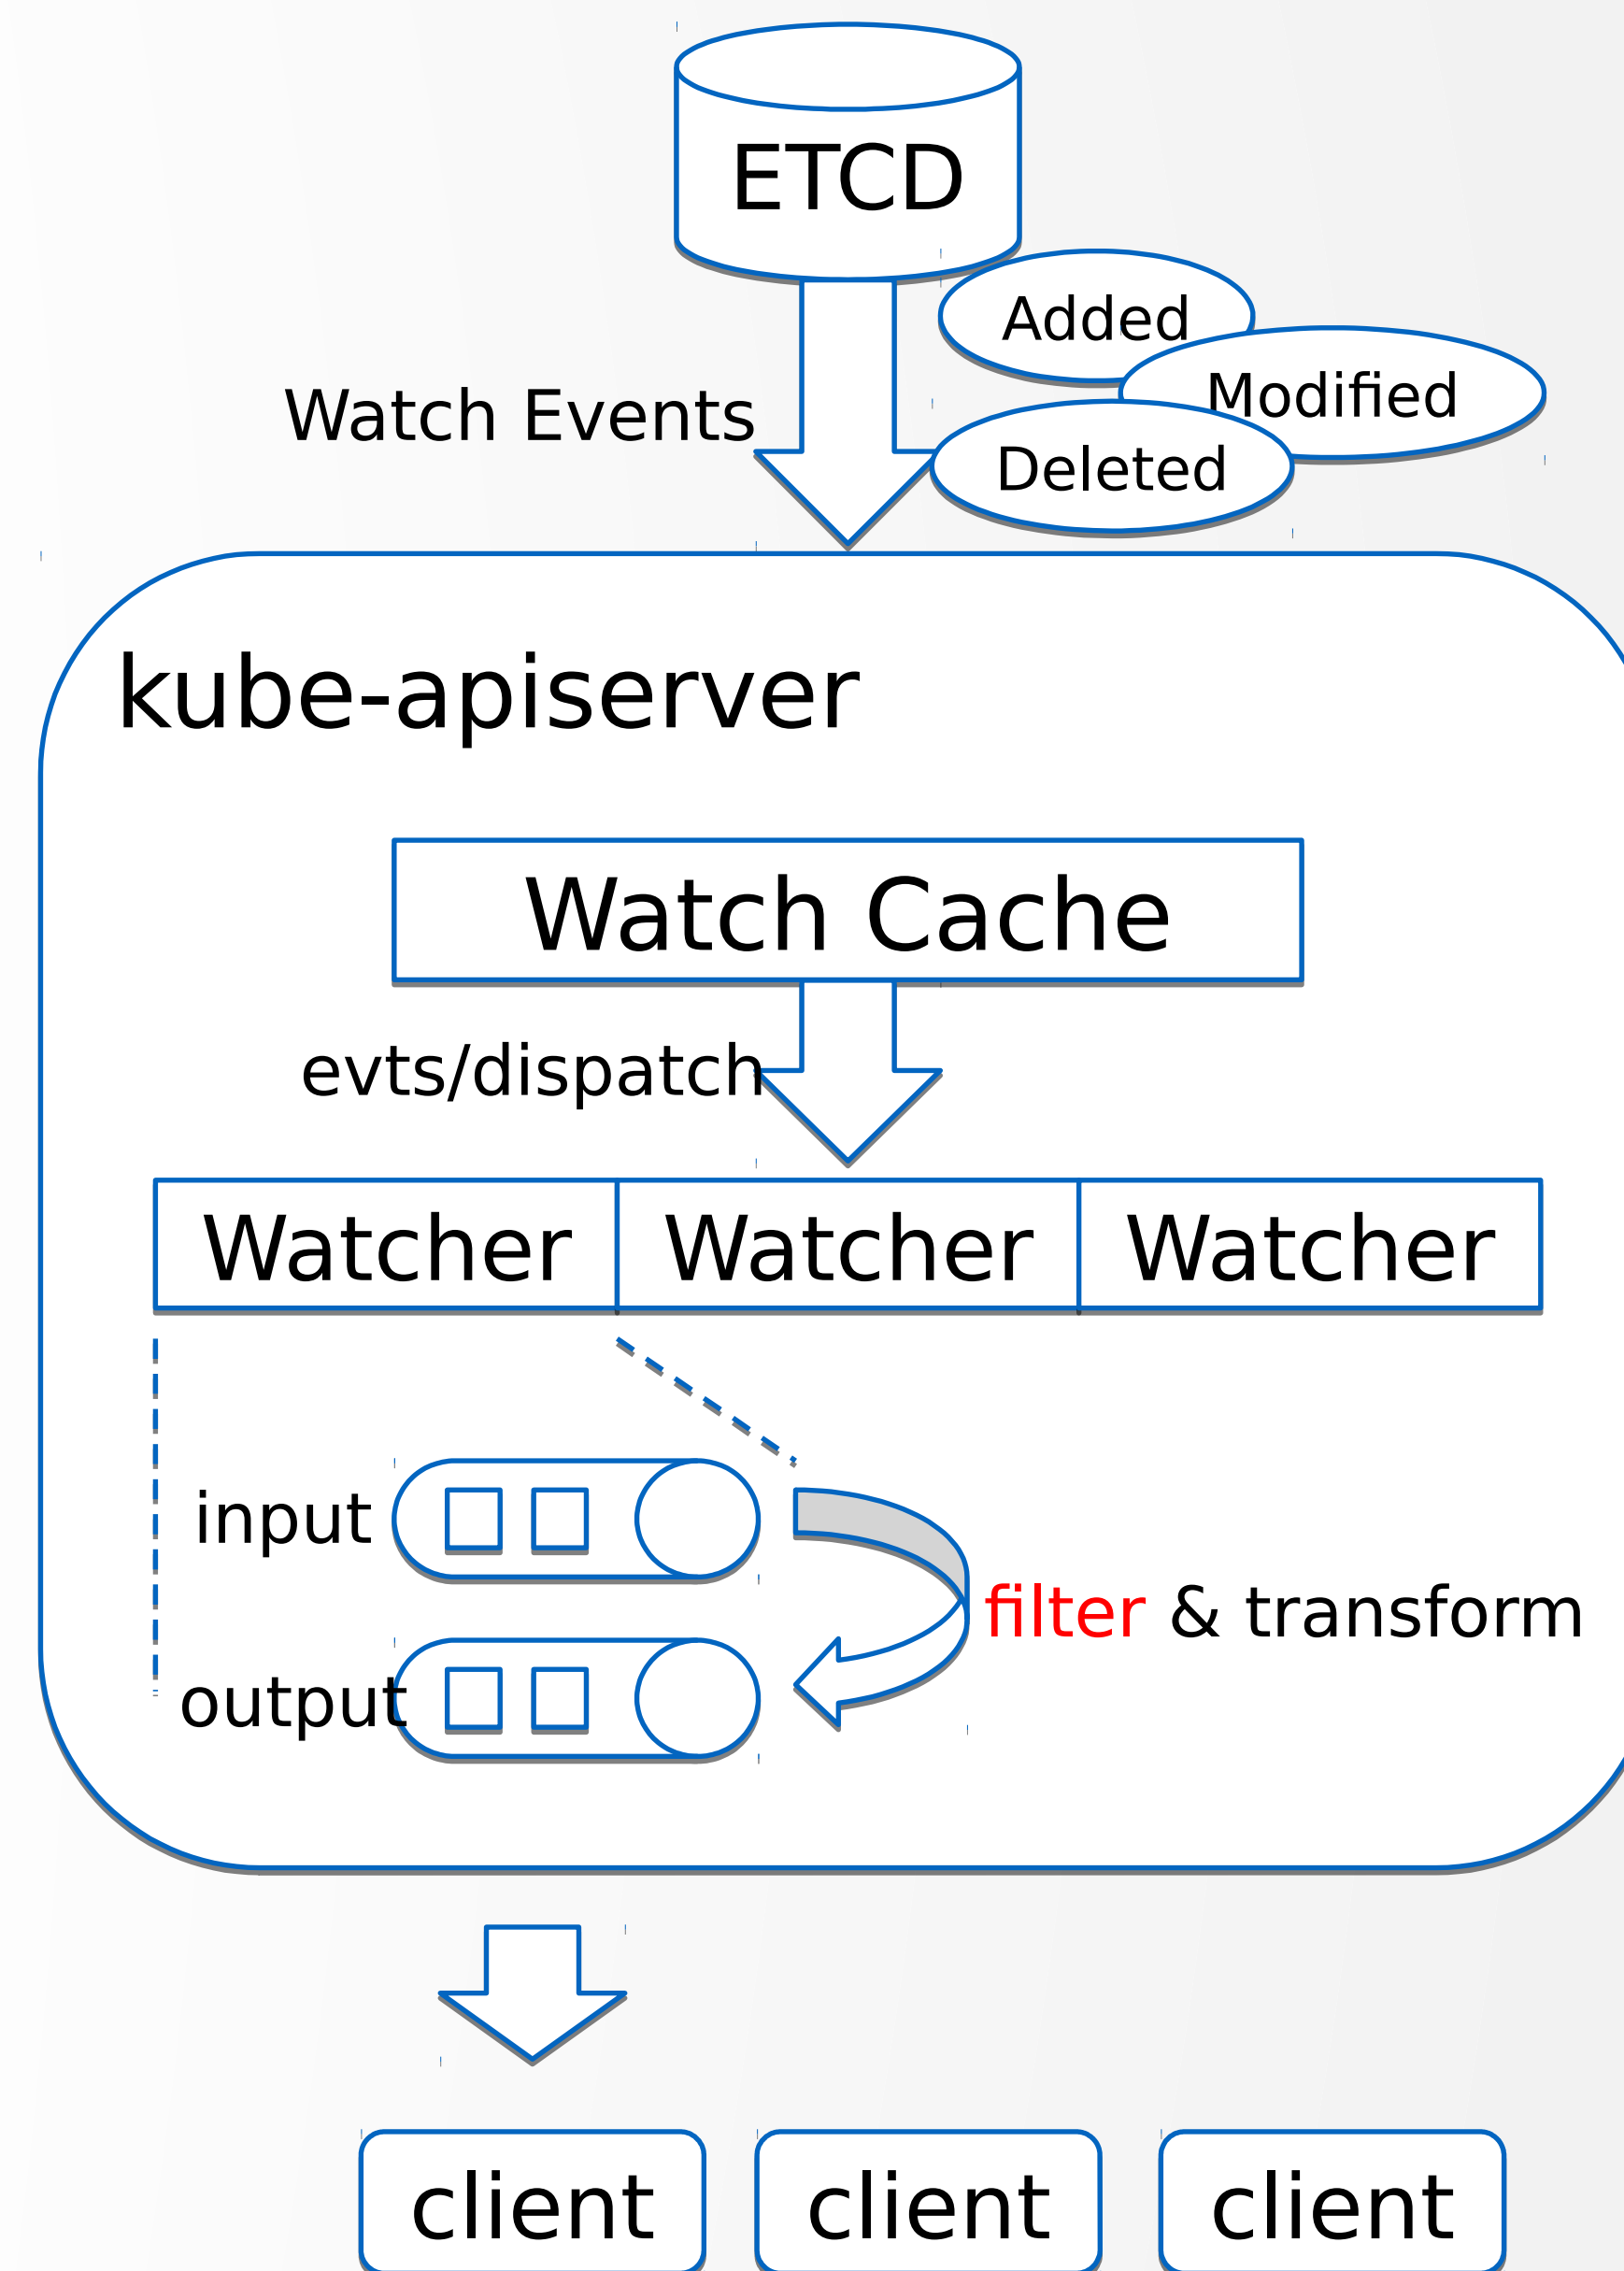 ETCD
Added
Modified
Watch Events
Deleted
kube-apiserver
Watch Cache
evts/dispatch
Watcher Watcher Watcher
input
filter & transform
output
client client client